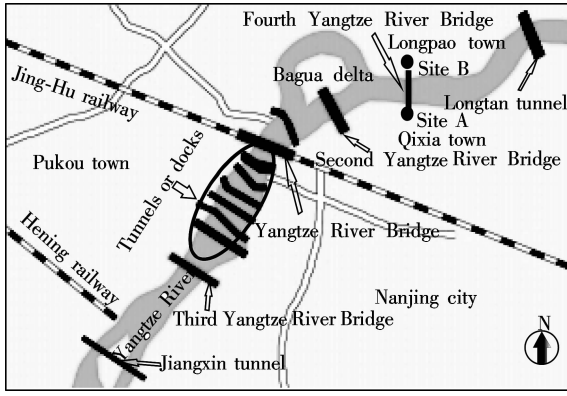 Fourth Yangtze River Bridge
Longpao town
Site B
Bagua delta
Jing-Hu railway
Longtan tunnel
Site A
Qixia town
Second Yangtze River Bridge
Pukou town
Tunnels or docks
Yangtze River Bridge
Hening railway
Yangtze River
Nanjing city
Third Yangtze River Bridge
N
Jiangxin tunnel